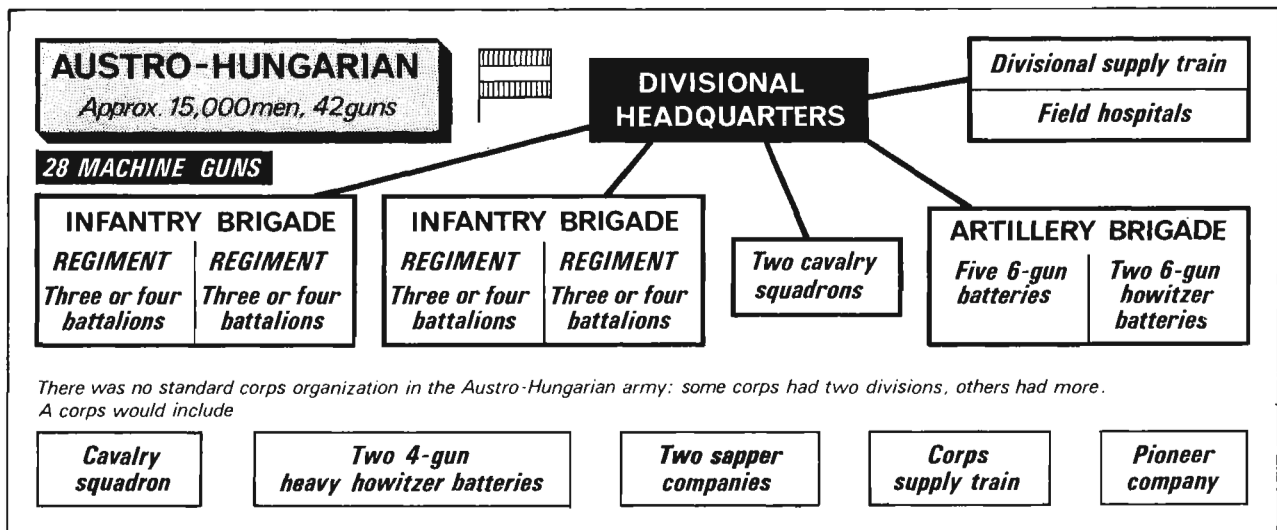 AUSTRO-HUNGARIAN
Approx. 15,000men, 42guns
28 MACHINE GUNS
DIVISIONAL
HEADQUARTERS
Divisional supply train
Field hospitals
INFANTRY BRIGADE
REGIMENT
Three or four
battalions
REGIMENT
Three or four
battalions
INFANTRY BRIGADE
REGIMENT
Three or four
battalions
REGIMENT
Three or four
battalions
Two cavalry
squadrons
ARTILLERY BRIGADE
Five 6-gun
batteries
Two 6-gun
howitzer
batteries
There was no standard corps organization in the Austro-Hungarian army: some corps had two divisions, others had more.
A corps would include
Cavalry
squadron
Two 4-gun
heavy howitzer batteries
Two sapper
companies
Corps
supply train
Pioneer
company